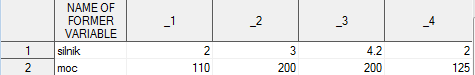 NAME OF FORMER VARIABLE _1 _2 _3 _4
1 silnik 2 3 4.2 2
2 moc 110 200 200 125